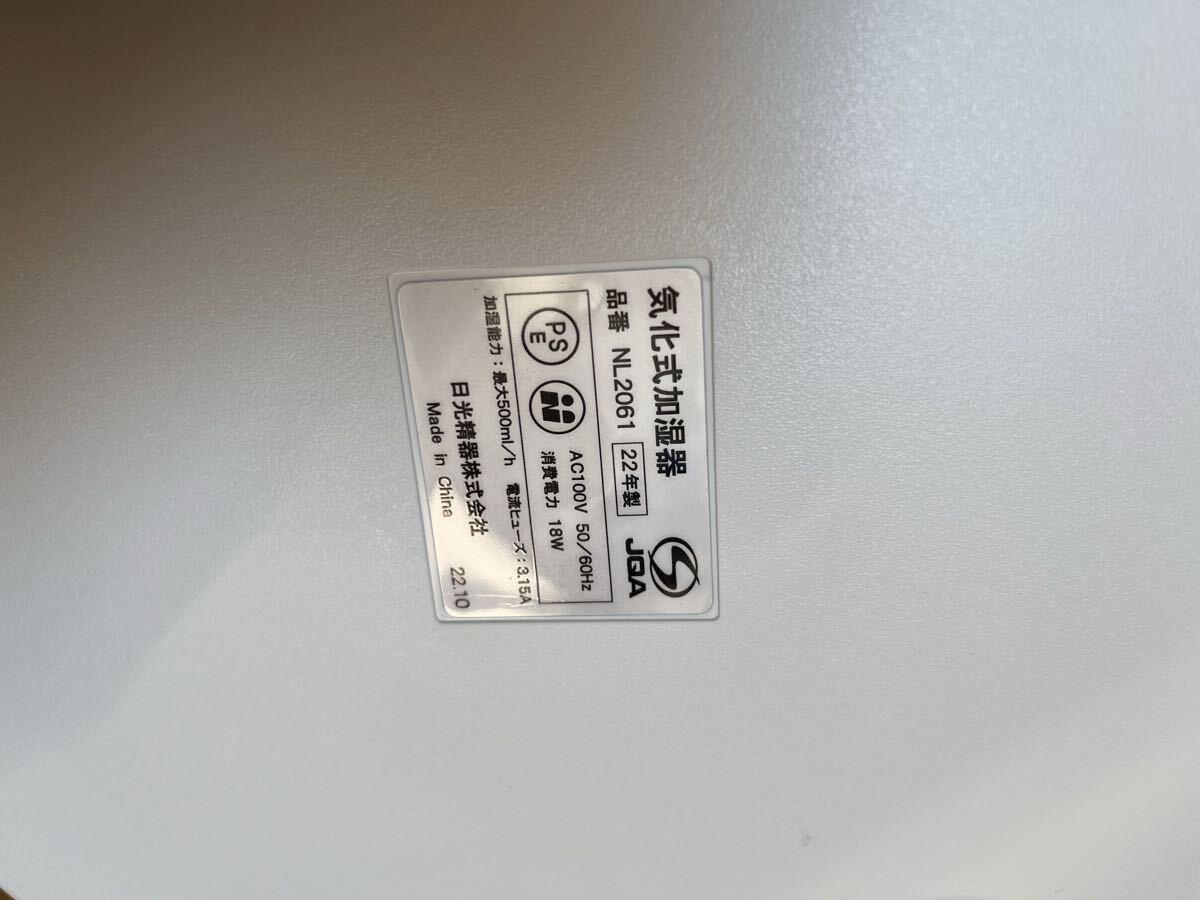 気化式加湿器
品番 NL2061 22年製
JQA
PS
E
AC100V 50/60Hz
消費電力 18W
加湿能力:最大500ml/h 電流ヒューズ:3.15A
日光精器株式会社
Made in China 22.10